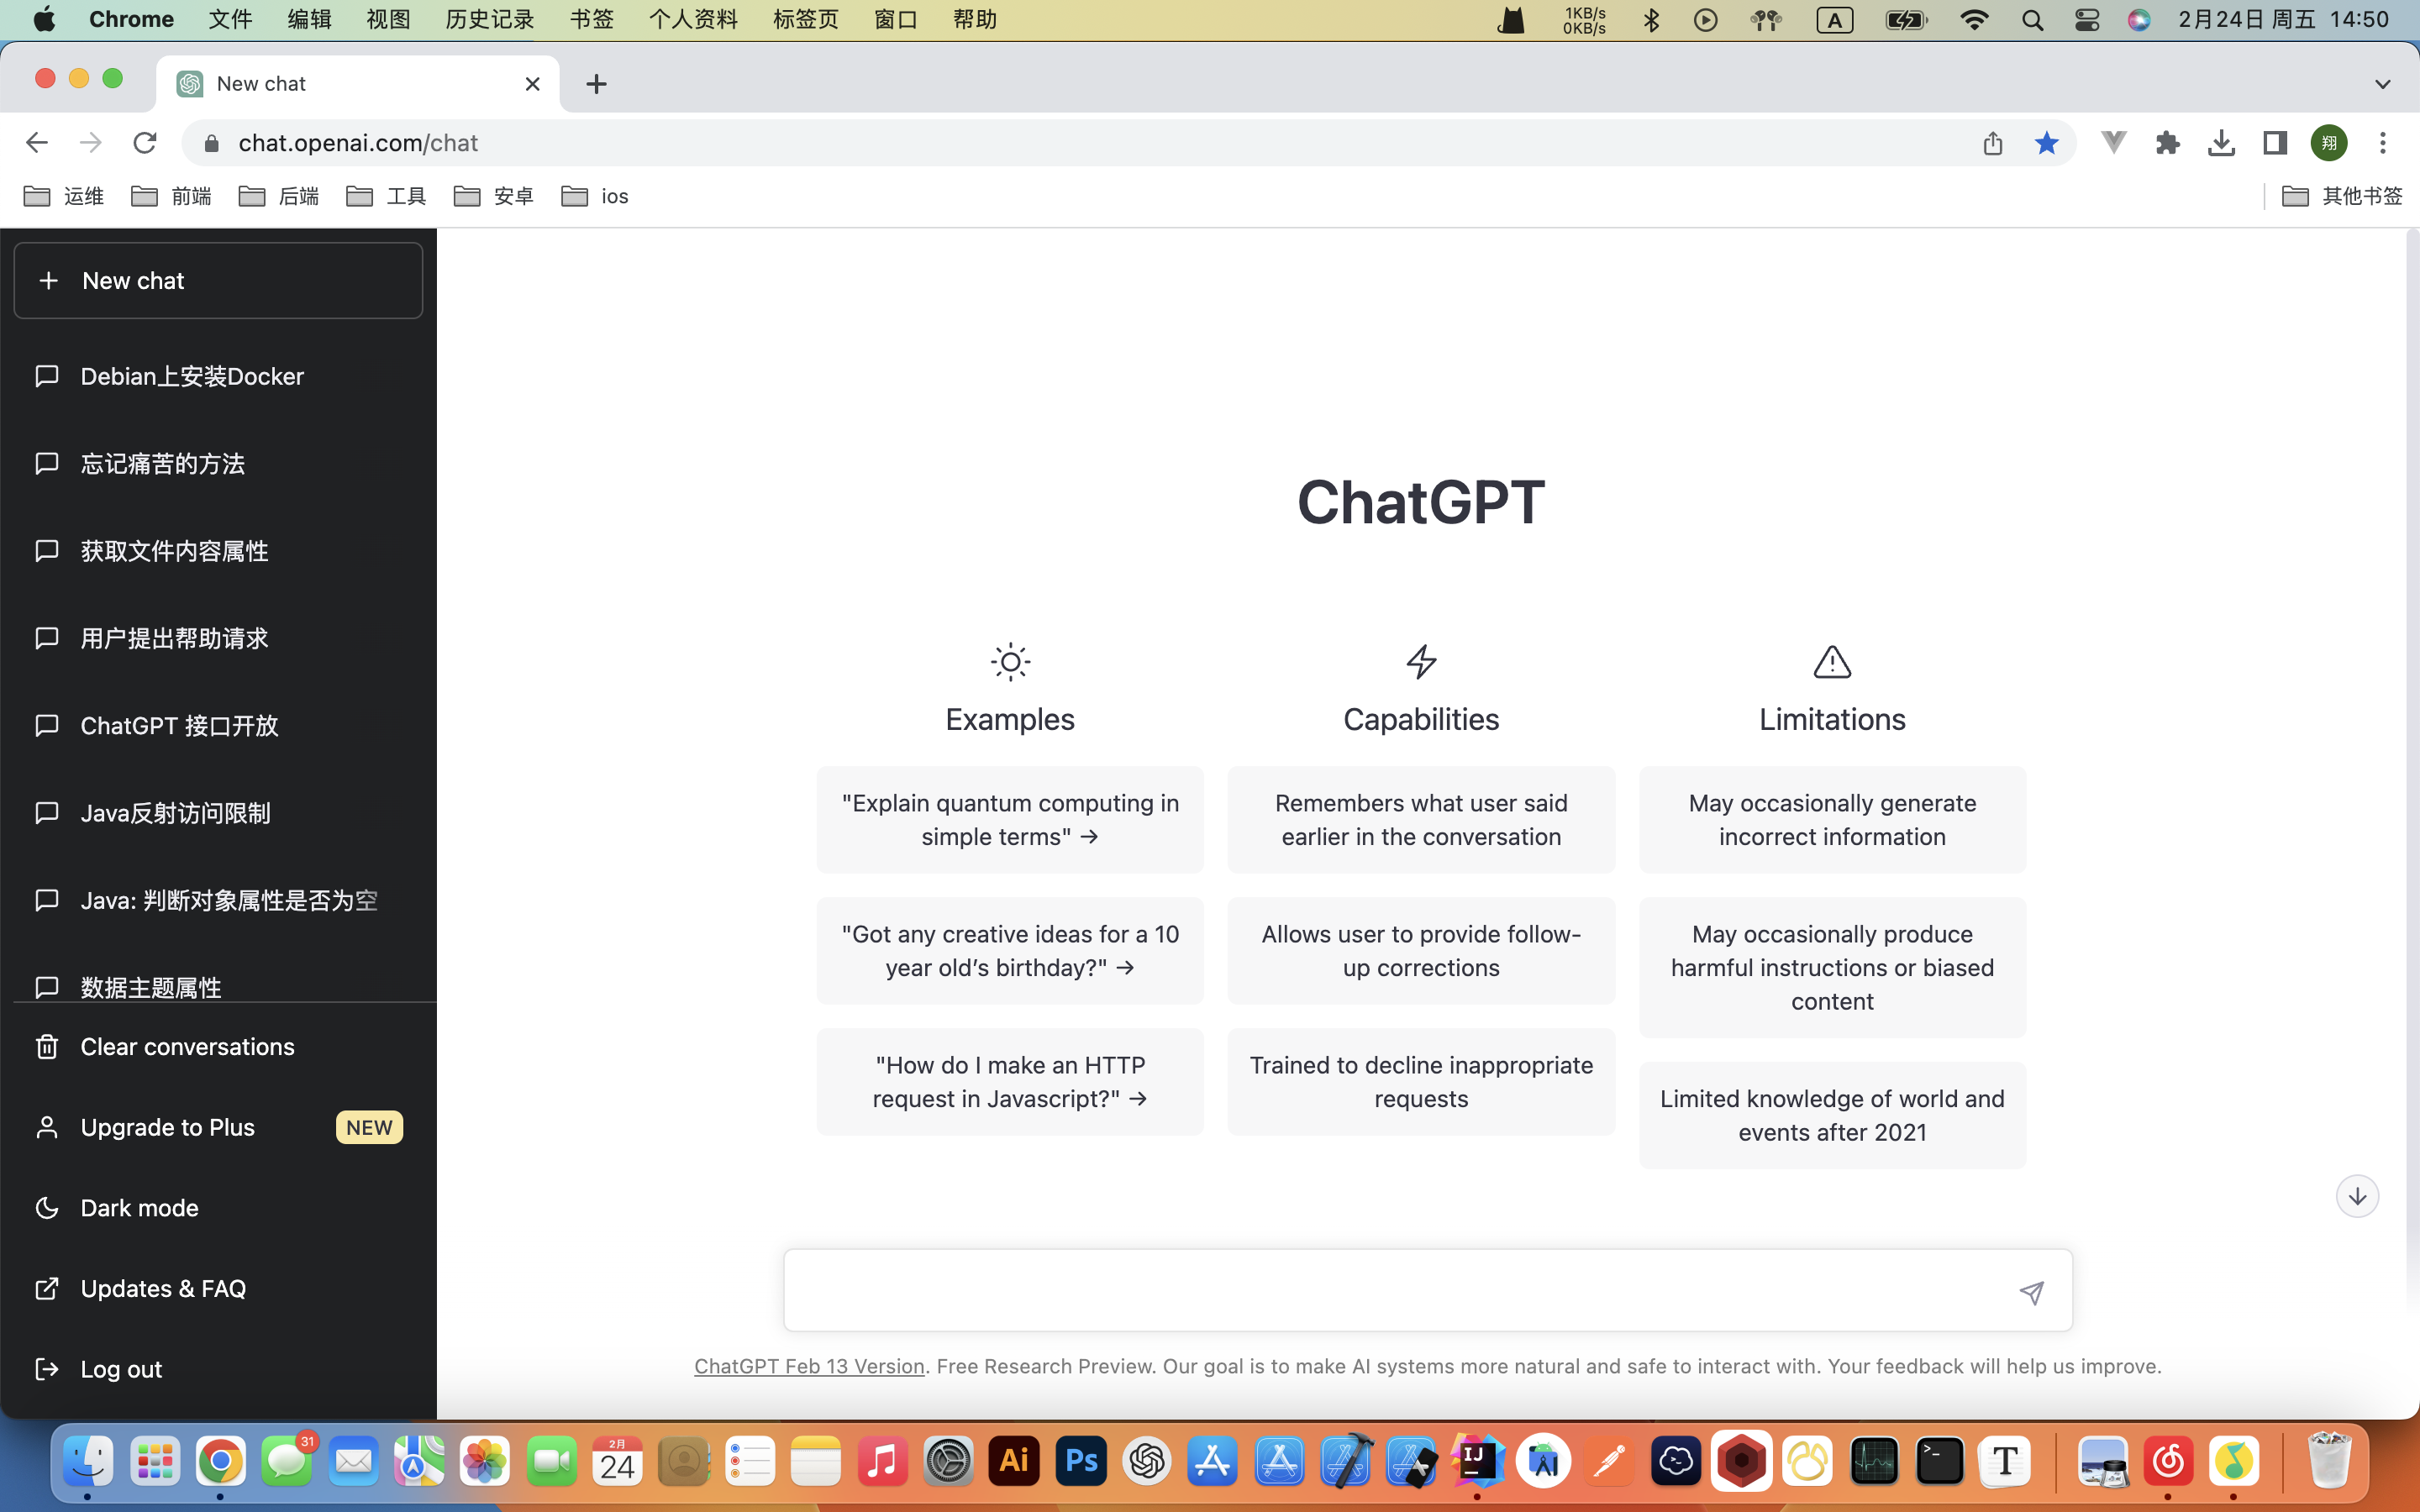 Chrome 文件 编辑 视图 历史记录 书签 个人资料 标签页 窗口 帮助 1KB/s 0KB/s A 2月24日 周五 14:50
New chat
chat.openai.com/chat 翔
运维 前端 后端 工具 安卓 ios 其他书签
New chat
Debian上安装Docker
忘记痛苦的方法
获取文件内容属性
用户提出帮助请求
ChatGPT 接口开放
Java反射访问限制
Java: 判断对象属性是否为空
数据主题属性
Clear conversations
Upgrade to Plus NEW
Dark mode
Updates & FAQ
Log out
ChatGPT
Examples
"Explain quantum computing in
simple terms" →
"Got any creative ideas for a 10
year old’s birthday?" →
"How do I make an HTTP
request in Javascript?" →
Capabilities
Remembers what user said
earlier in the conversation
Allows user to provide follow-
up corrections
Trained to decline inappropriate
requests
Limitations
May occasionally generate
incorrect information
May occasionally produce
harmful instructions or biased
content
Limited knowledge of world and
events after 2021
ChatGPT Feb 13 Version. Free Research Preview. Our goal is to make AI systems more natural and safe to interact with. Your feedback will help us improve.
31 2月 24 Ai Ps IJ T